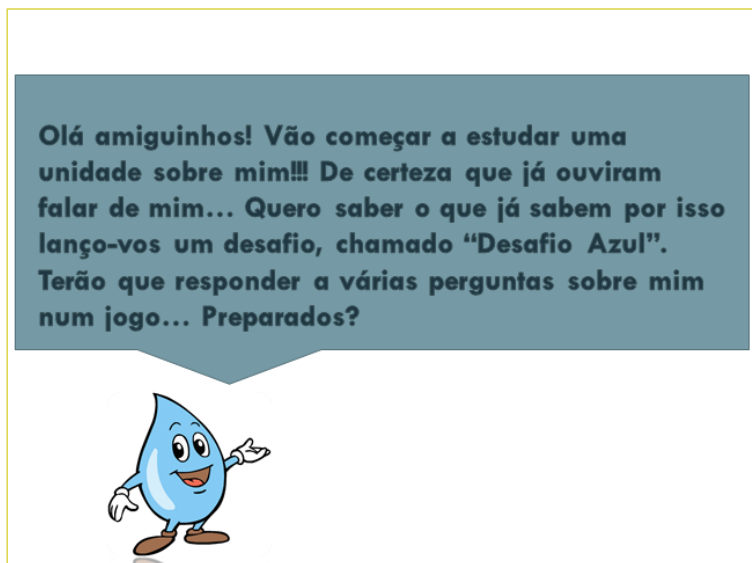 Olá amiguinhos! Vão começar a estudar uma
unidade sobre mim!!! De certeza que já ouviram
falar de mim… Quero saber o que já sabem por isso
lanço-vos um desafio, chamado “Desafio Azul”.
Terão que responder a várias perguntas sobre mim
num jogo… Preparados?